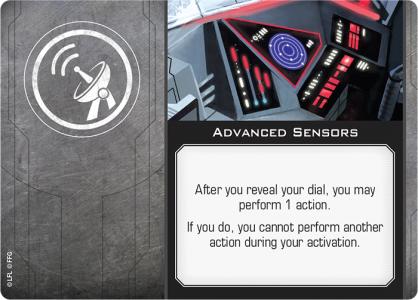 ADVANCED SENSORS
After you reveal your dial, you may
perform 1 action.
If you do, you cannot perform another
action during your activation.
© LFL © FFG